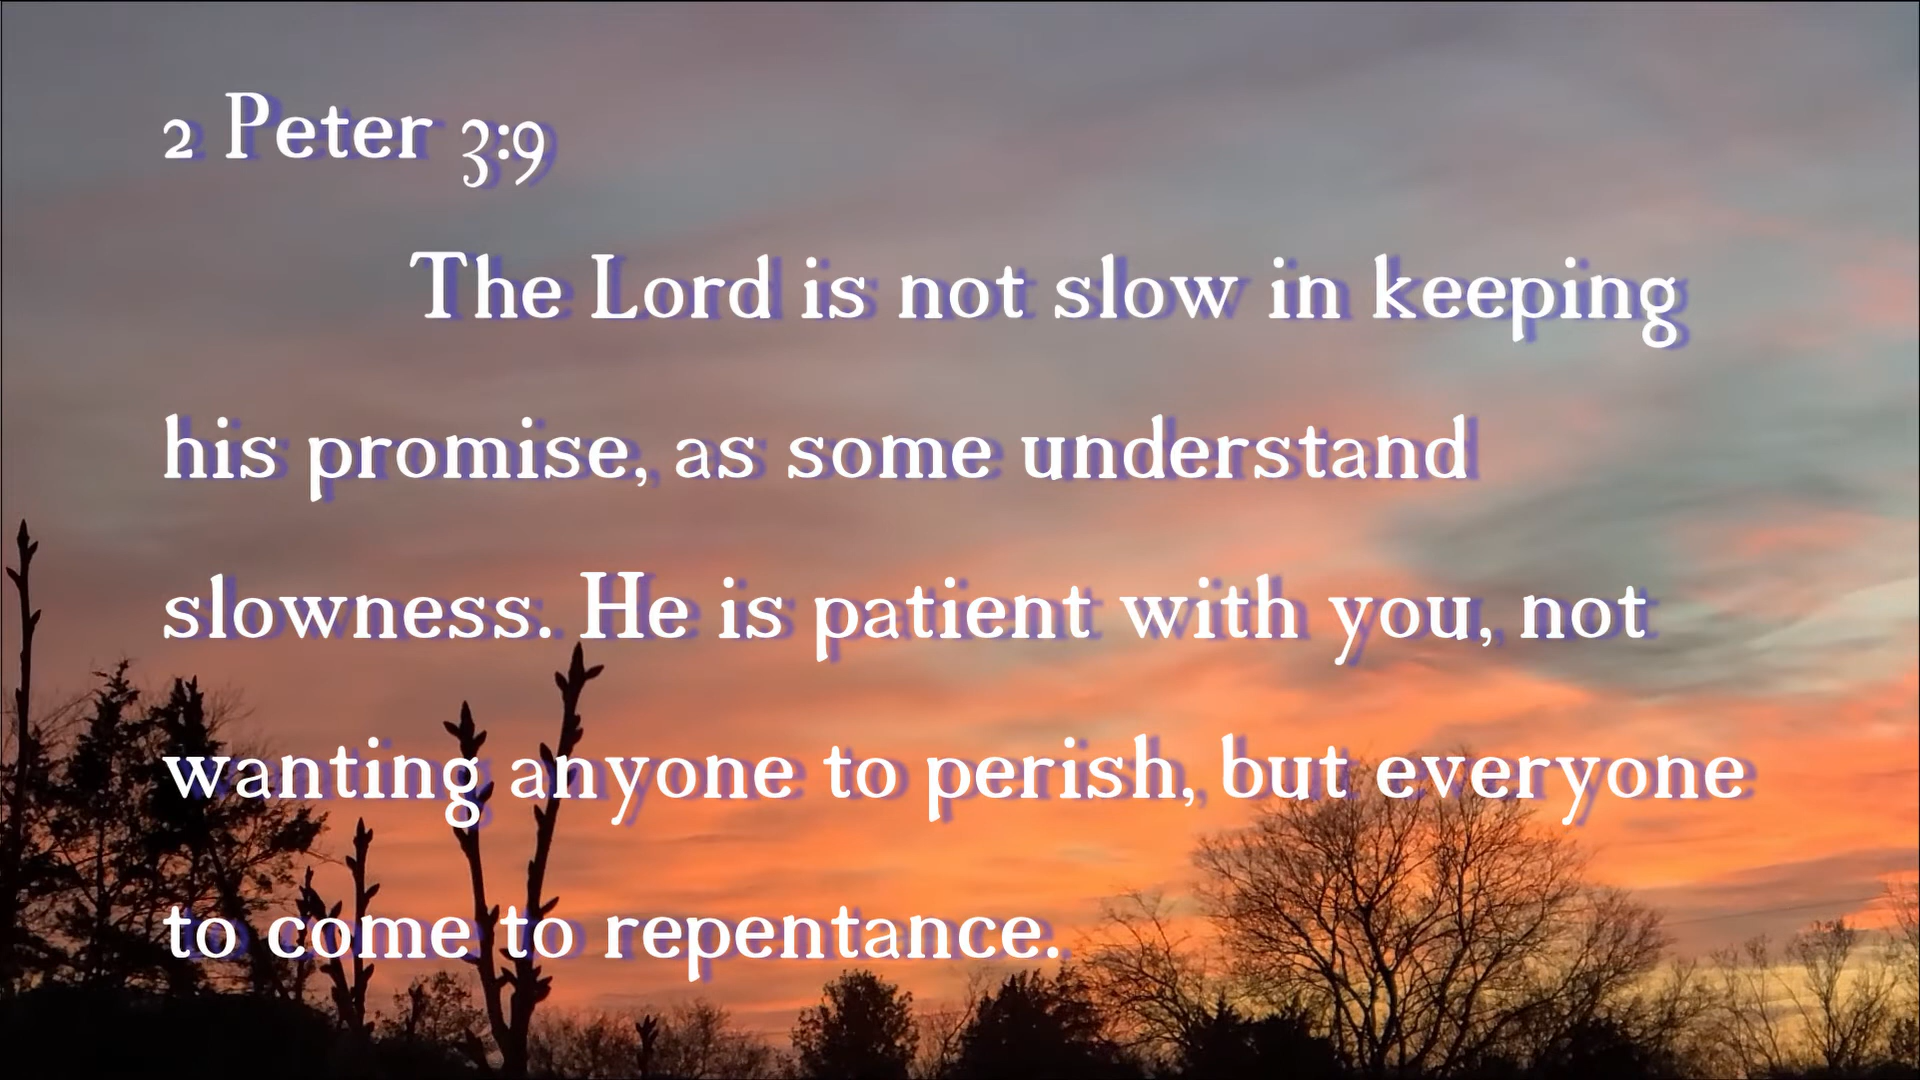 2 Peter 3:9
The Lord is not slow in keeping
his promise, as some understand
slowness. He is patient with you, not
wanting anyone to perish, but everyone
to come to repentance.